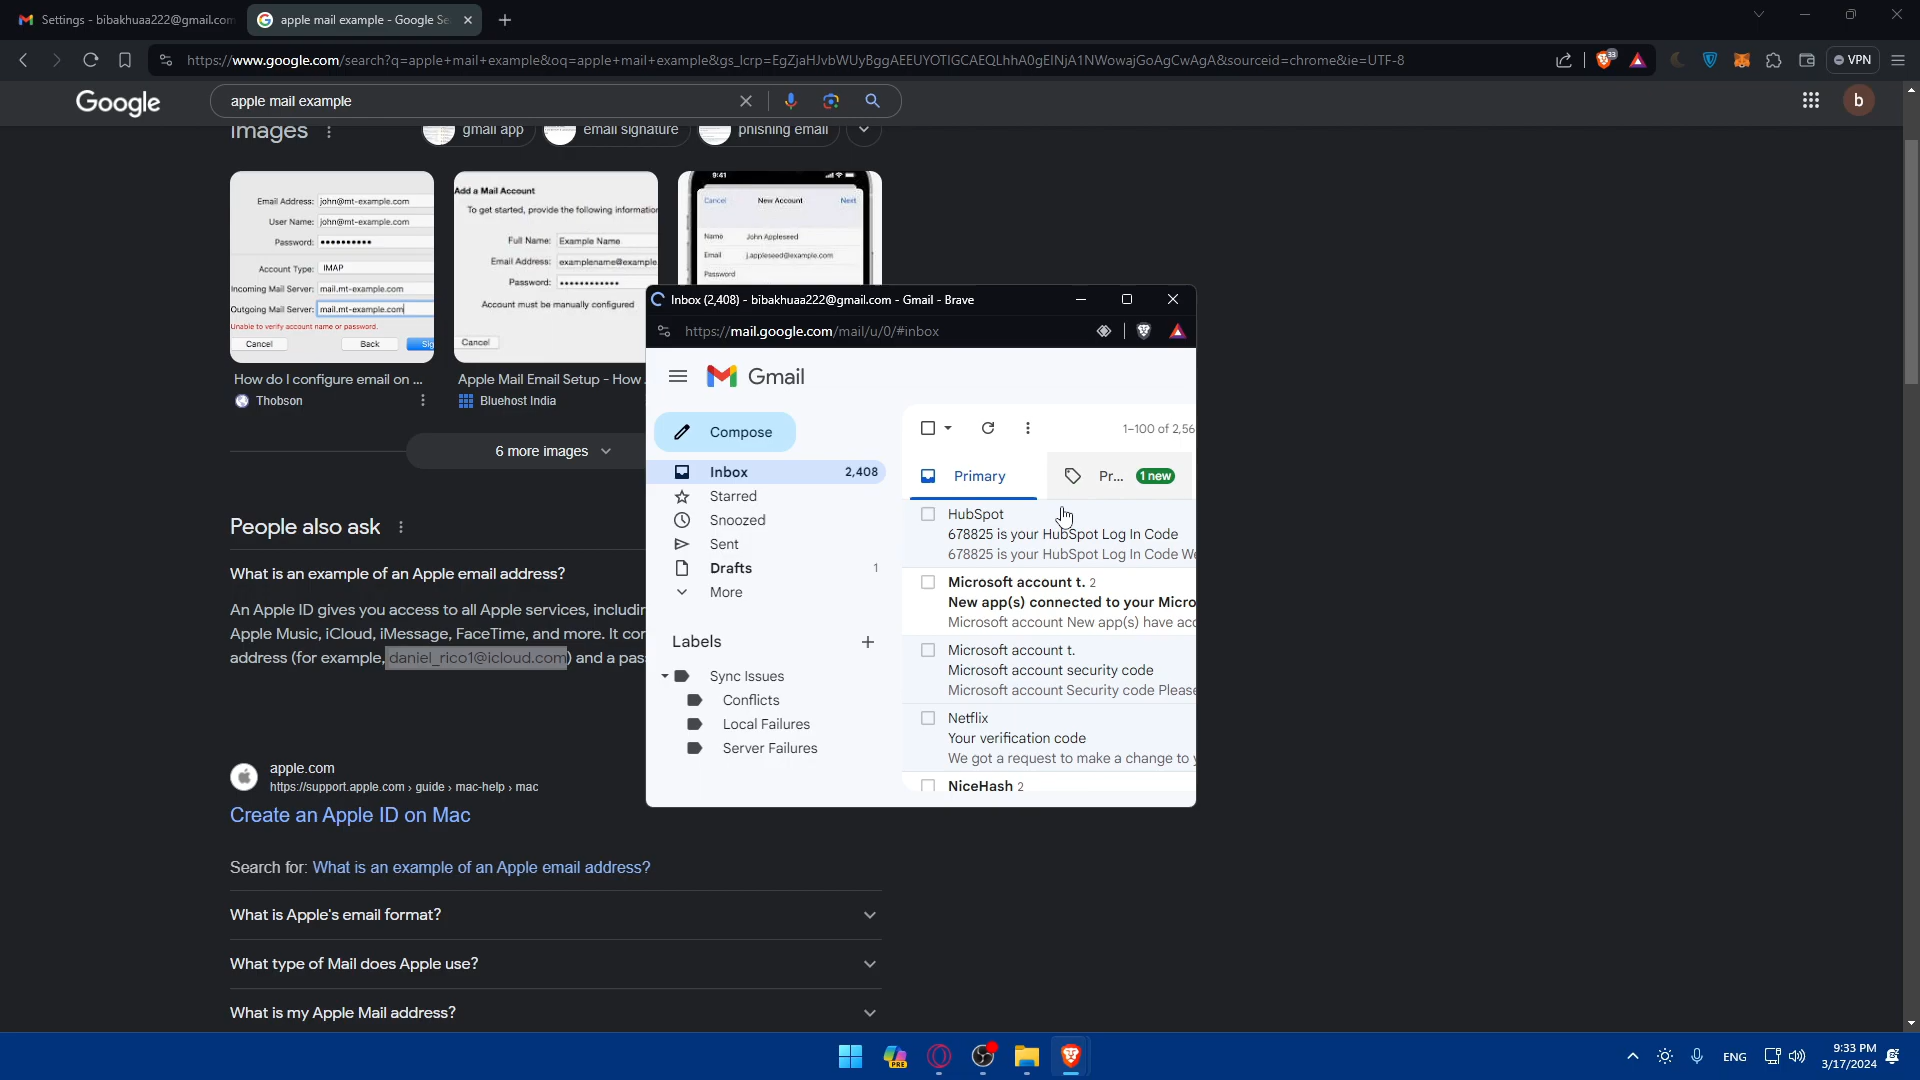 Settings - bibakhuaa222@gmail.com
apple mail example - Google Se
https://www.google.com/search?q=apple+mail+example&oq=apple+mail+example&gs_lcrp=EgZjaHJvbWUyBggAEEUYOTIGCAEQLhhA0gEINjA1NWowajGoAgCwAgA&sourceid=chrome&ie=UTF-8
33
VPN
Google
apple mail example
b
Images
gmail app
email signature
phishing email
Email Address: john@mt-example.com
User Name: john@mt-example.com
Password:
Account Type: IMAP
Incoming Mail Server: mail.mt-example.com
Outgoing Mail Server: mail.mt-example.com
Unable to verify account name or password.
Cancel
Back
Sig
Add a Mail Account
To get started, provide the following information
Full Name: Example Name
Email Address: examplename@example.
Password:
Account must be manually configured
Cancel
9:41
Cancel
New Account
Next
Name John Appleseed
Email j.appleseed@example.com
Password
How do I configure email on ...
Thobson
Apple Mail Email Setup - How
Bluehost India
6 more images
People also ask
What is an example of an Apple email address?
An Apple ID gives you access to all Apple services, includin
Apple Music, iCloud, iMessage, FaceTime, and more. It con
address (for example, daniel_rico1@icloud.com) and a pas
apple.com
https://support.apple.com › guide › mac-help › mac
Create an Apple ID on Mac
Search for: What is an example of an Apple email address?
What is Apple's email format?
What type of Mail does Apple use?
What is my Apple Mail address?
Inbox (2,408) - bibakhuaa222@gmail.com - Gmail - Brave
https://mail.google.com/mail/u/0/#inbox
Gmail
Compose
Inbox 2,408
Starred
Snoozed
Sent
Drafts 1
More
Labels
Sync Issues
Conflicts
Local Failures
Server Failures
1–100 of 2,56
Primary
Pr... 1 new
HubSpot
678825 is your HubSpot Log In Code
678825 is your HubSpot Log In Code We
Microsoft account t. 2
New app(s) connected to your Micro
Microsoft account New app(s) have acc
Microsoft account t.
Microsoft account security code
Microsoft account Security code Please
Netflix
Your verification code
We got a request to make a change to y
NiceHash 2
PRE
ENG
9:33 PM
3/17/2024